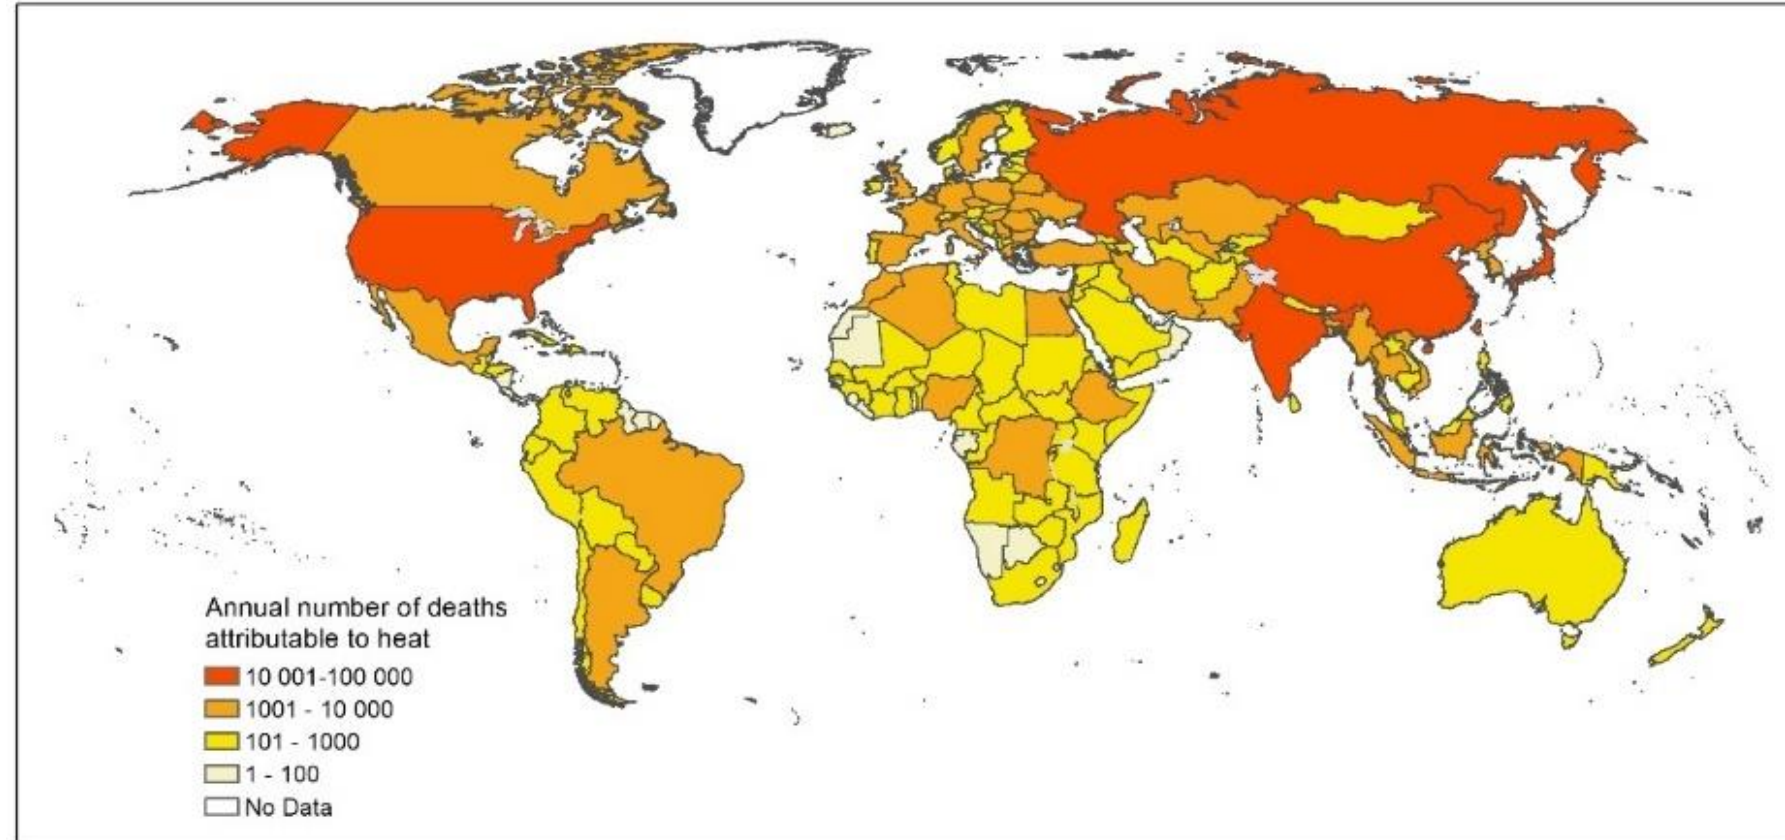 Annual number of deaths
attributable to heat
10 001-100 000
1001 - 10 000
101 - 1000
1 - 100
No Data